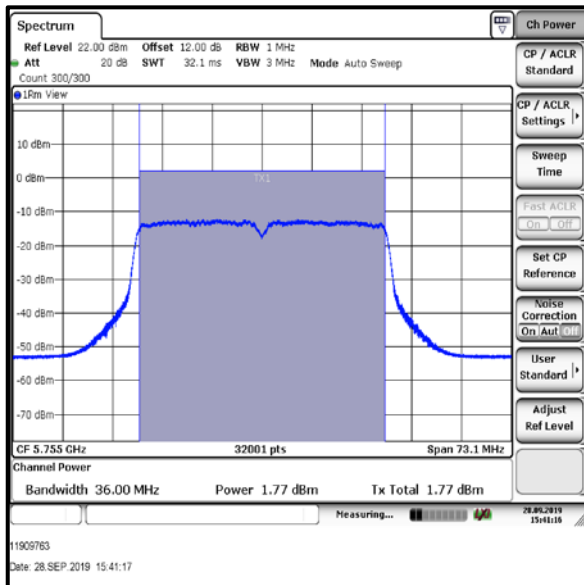 Spectrum
Ref Level 22.00 dBm Offset 12.00 dB RBW 1 MHz
Att 20 dB SWT 32.1 ms VBW 3 MHz Mode Auto Sweep
Count 300/300
1Rm View
10 dBm
0 dBm
TX1
-10 dBm
-20 dBm
-30 dBm
-40 dBm
-50 dBm
-60 dBm
-70 dBm
CF 5.755 GHz 32001 pts Span 73.1 MHz
Channel Power
Bandwidth 36.00 MHz Power 1.77 dBm Tx Total 1.77 dBm
Measuring... 28.09.2019
15:41:16
11909763
Date: 28.SEP.2019 15:41:17
Ch Power
CP / ACLR
Standard
CP / ACLR
Settings
Sweep
Time
Fast ACLR
On Off
Set CP
Reference
Noise
Correction
On Aut Off
User
Standard
Adjust
Ref Level